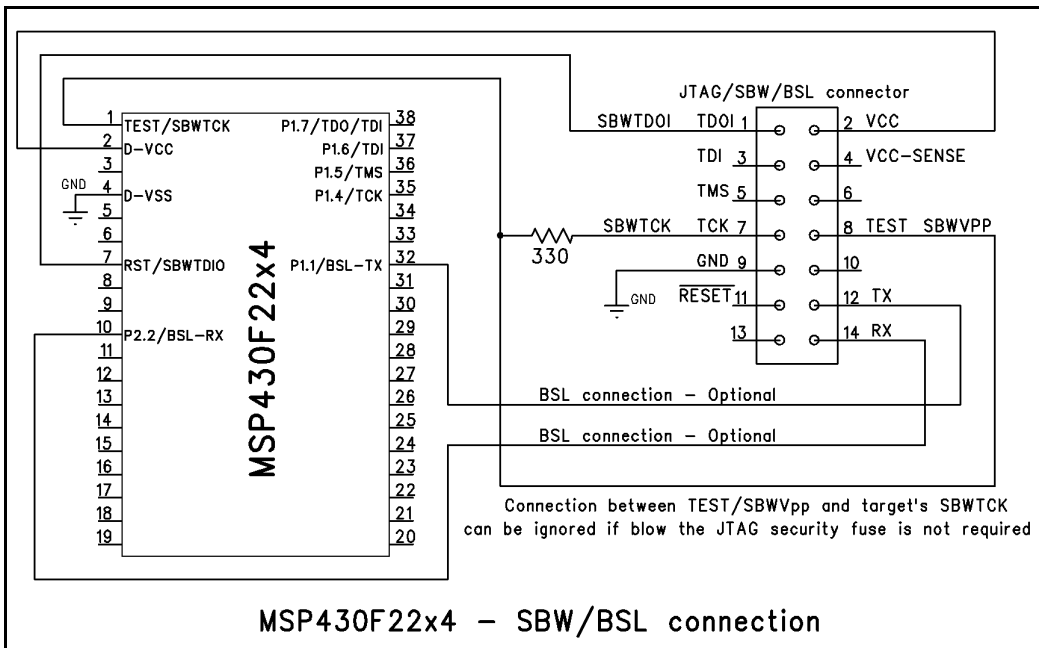 JTAG/SBW/BSL connector
1 TEST/SBWTCK P1.7/TDO/TDI 38
2 D-VCC P1.6/TDI 37
3 P1.5/TMS 36
GND 4 D-VSS P1.4/TCK 35
5 34
6 33
7 RST/SBWTDIO P1.1/BSL-TX 32
8 31
9 30
10 P2.2/BSL-RX 29
11 28
12 27
13 26
14 25
15 24
16 23
17 22
18 21
19 20
MSP430F22x4
SBWTDOI TDOI 1 2 VCC
TDI 3 4 VCC-SENSE
TMS 5 6
SBWTCK TCK 7 8 TEST SBWVPP
330
GND 9 10
GND
RESET 11 12 TX
13 14 RX
BSL connection - Optional
BSL connection - Optional
Connection between TEST/SBWVpp and target's SBWTCK
can be ignored if blow the JTAG security fuse is not required
MSP430F22x4 - SBW/BSL connection